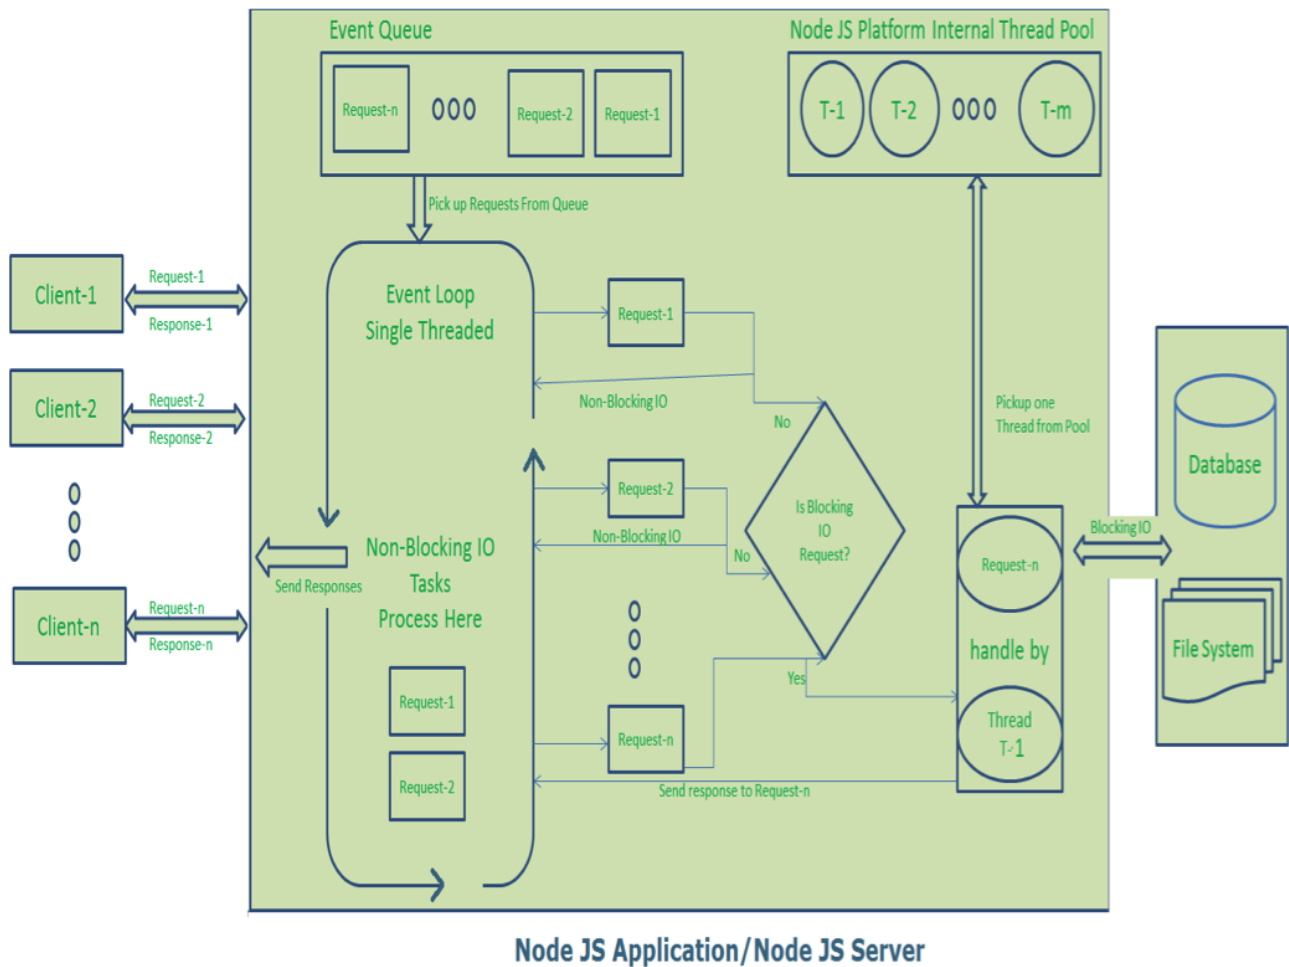 Event Queue
Node JS Platform Internal Thread Pool
Request-n
Request-2
Request-1
T-1
T-2
T-m
Pick up Requests From Queue
Client-1
Request-1
Response-1
Client-2
Request-2
Response-2
Client-n
Request-n
Response-n
Event Loop
Single Threaded
Request-1
Non-Blocking IO
No
Request-2
Non-Blocking IO
No
Is Blocking
IO
Request?
Pickup one
Thread from Pool
Send Responses
Non-Blocking IO
Tasks
Process Here
Request-1
Request-2
Request-n
Yes
Send response to Request-n
Request-n
handle by
Thread
T-1
Blocking IO
Database
File System
Node JS Application/Node JS Server